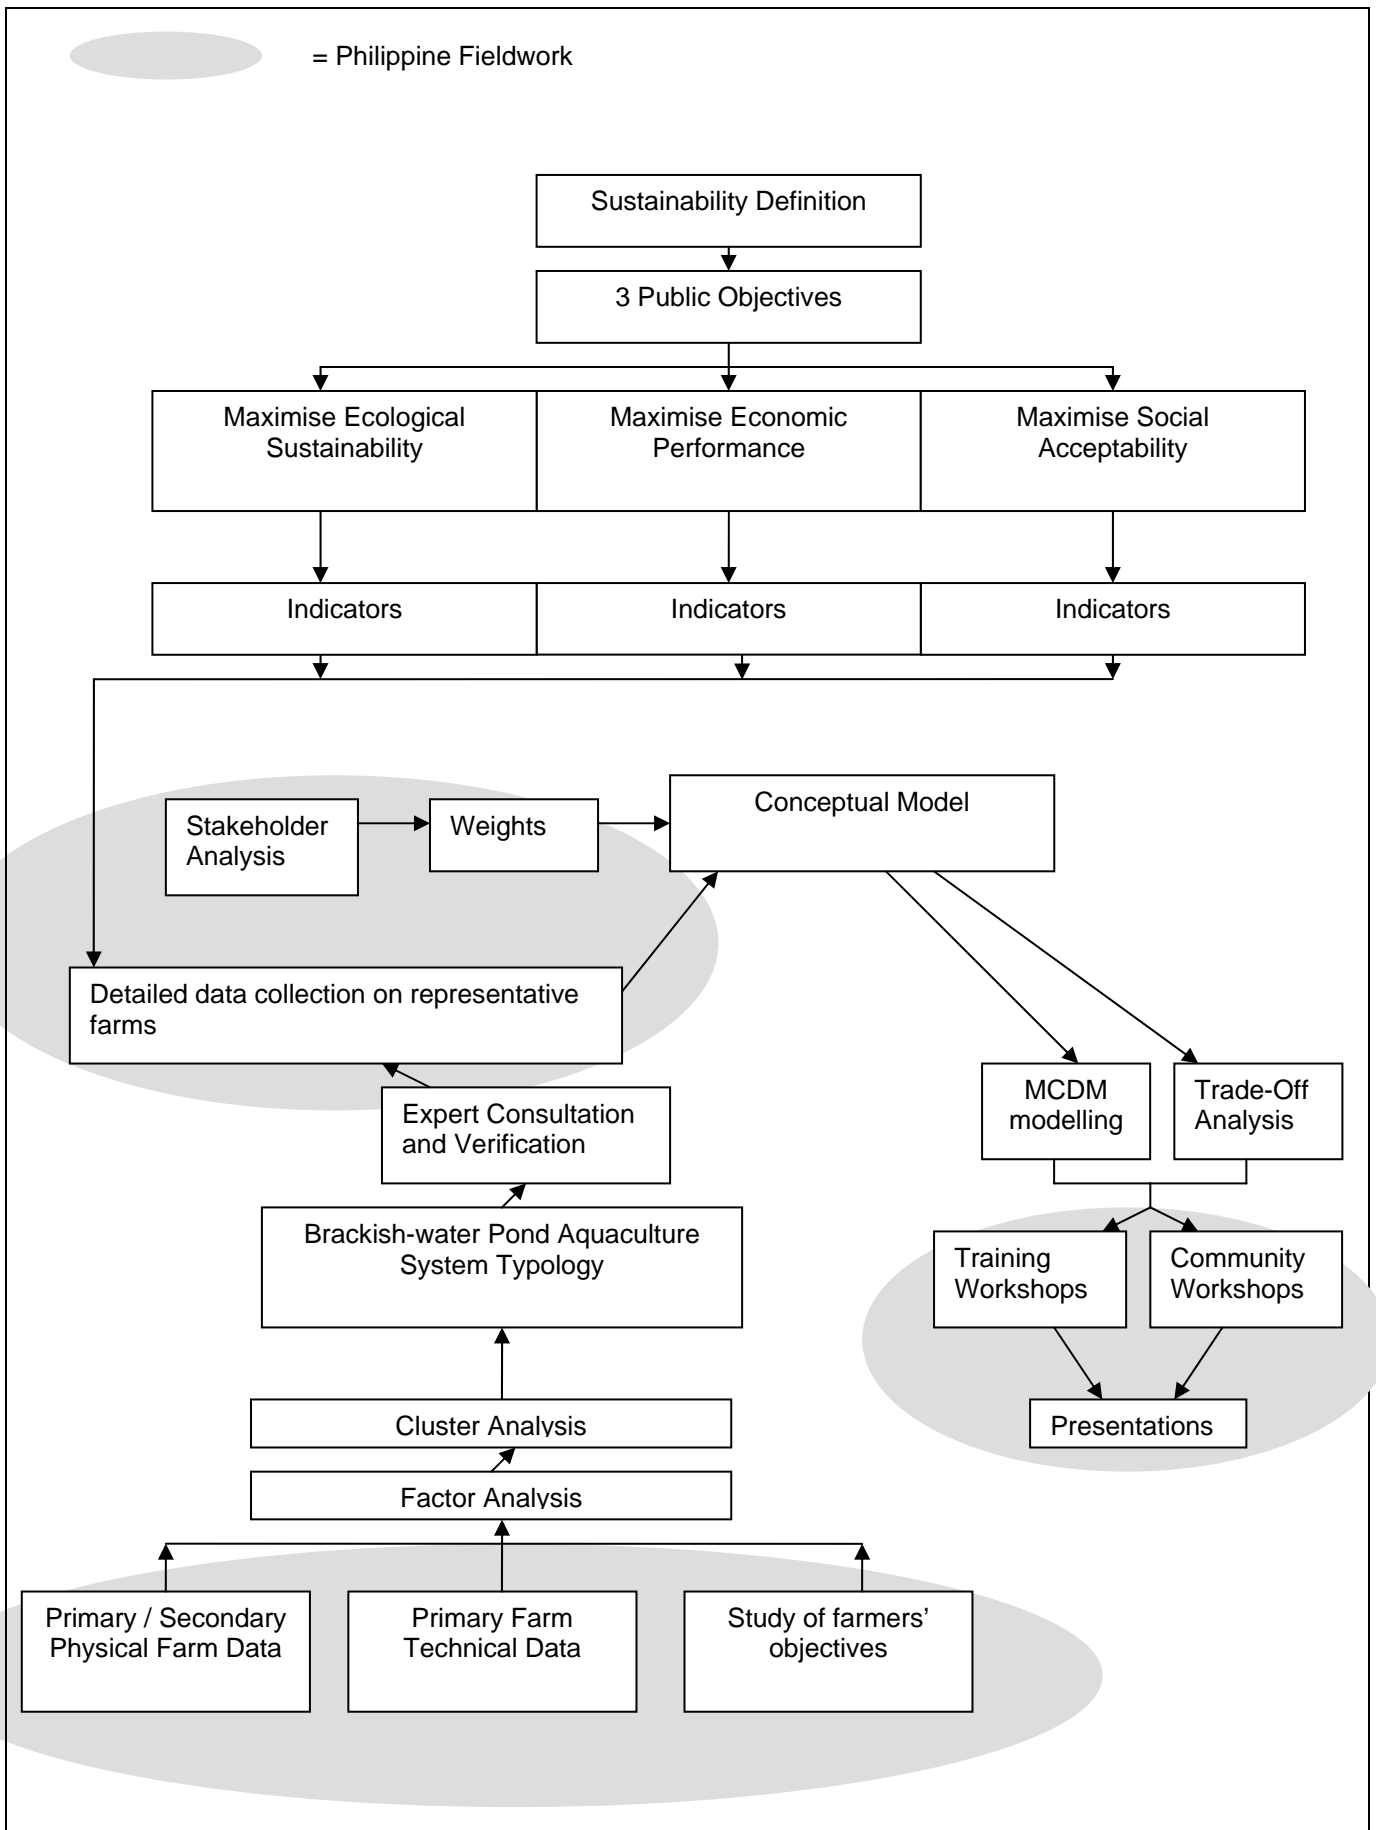 = Philippine Fieldwork
Sustainability Definition
3 Public Objectives
Maximise Ecological
Sustainability
Maximise Economic
Performance
Maximise Social
Acceptability
Indicators
Indicators
Indicators
Stakeholder
Analysis
Weights
Conceptual Model
Detailed data collection on representative
farms
Expert Consultation
and Verification
MCDM
modelling
Trade-Off
Analysis
Brackish-water Pond Aquaculture
System Typology
Training
Workshops
Community
Workshops
Cluster Analysis
Presentations
Factor Analysis
Primary / Secondary
Physical Farm Data
Primary Farm
Technical Data
Study of farmers’
objectives